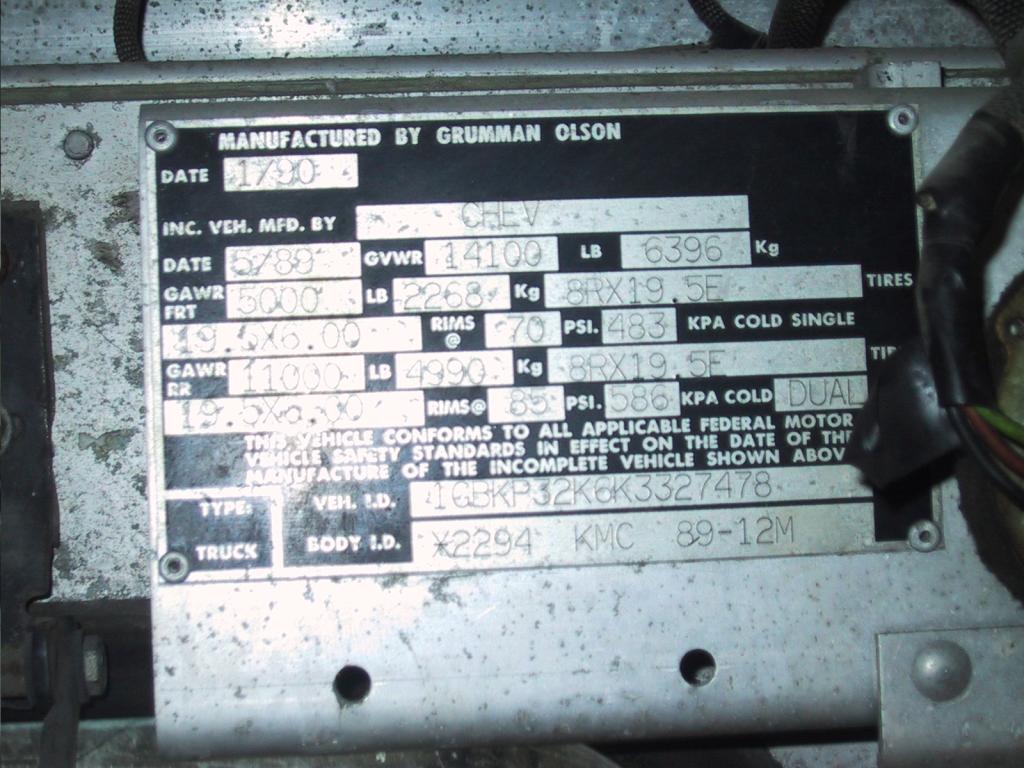 MANUFACTURED BY GRUMMAN OLSON
DATE 1/90
INC. VEH. MFD. BY CHEV
DATE 5/89 GVWR 14100 LB 6396 Kg
GAWR FRT 5000 LB 2268 Kg 8RX19.5E TIRES
19.5X6.00 RIMS @ 70 PSI. 483 KPA COLD SINGLE
GAWR RR 11000 LB 4990 Kg 8RX19.5E
19.5X6.00 RIMS@ 85 PSI. 586 KPA COLD DUAL
THIS VEHICLE CONFORMS TO ALL APPLICABLE FEDERAL MOTOR
VEHICLE SAFETY STANDARDS IN EFFECT ON THE DATE OF THE
MANUFACTURE OF THE INCOMPLETE VEHICLE SHOWN ABOV
TYPE: VEH. I.D. 1GBKP32K6K3327478
TRUCK BODY I.D. *2294 KMC 89-12M